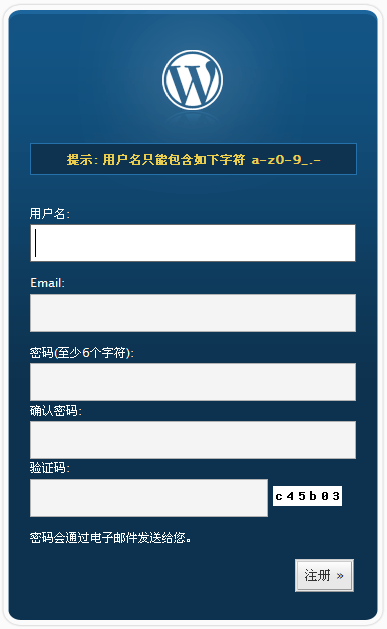 提示: 用户名只能包含如下字符 a-z0-9_.-
用户名:
Email:
密码(至少6个字符):
确认密码:
验证码:
c45b03
密码会通过电子邮件发送给您。
注册 »